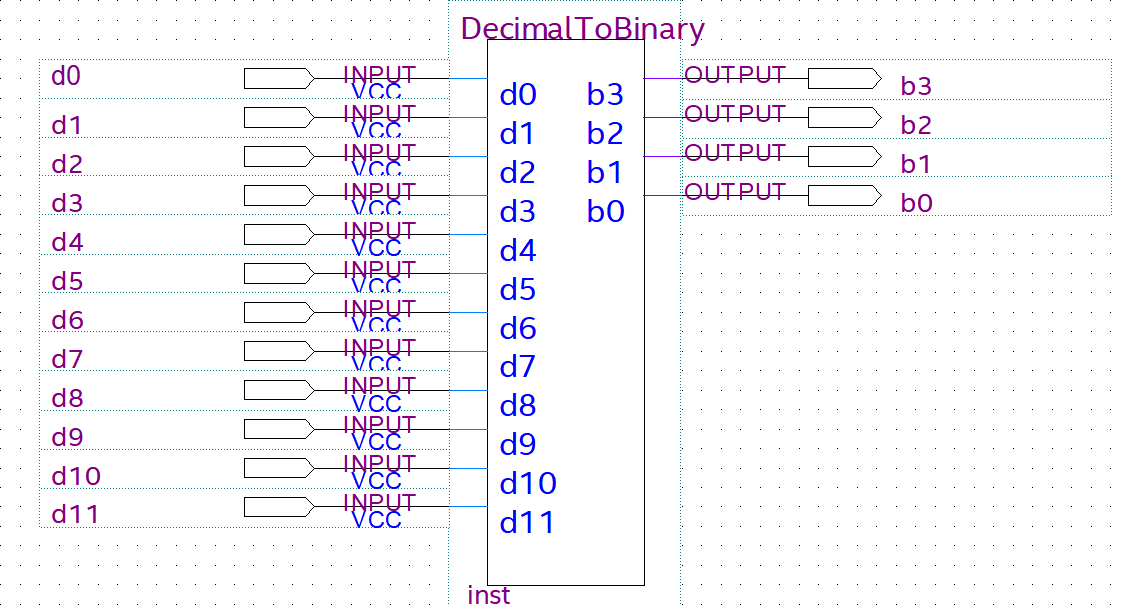 DecimalToBinary
d0 INPUT VCC d0 b3 OUTPUT b3
d1 INPUT VCC d1 b2 OUTPUT b2
d2 INPUT VCC d2 b1 OUTPUT b1
d3 INPUT VCC d3 b0 OUTPUT b0
d4 INPUT VCC d4
d5 INPUT VCC d5
d6 INPUT VCC d6
d7 INPUT VCC d7
d8 INPUT VCC d8
d9 INPUT VCC d9
d10 INPUT VCC d10
d11 INPUT VCC d11
inst